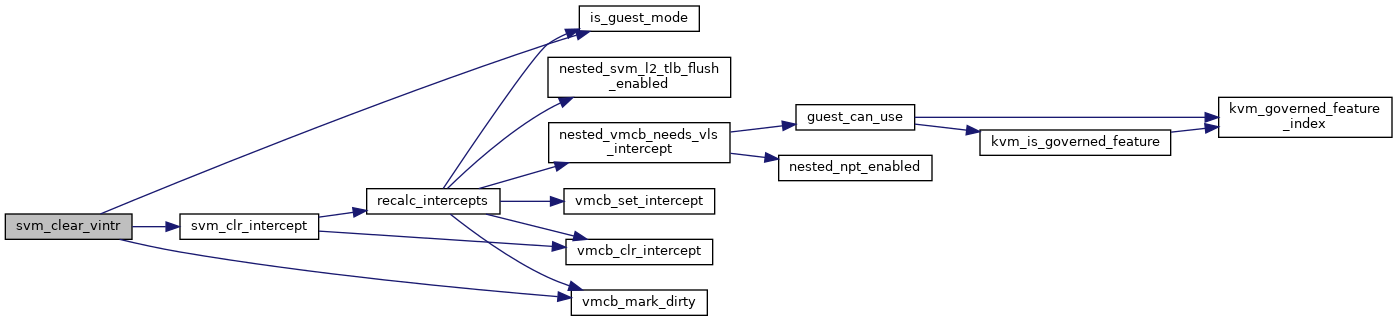 is_guest_mode
nested_svm_l2_tlb_flush
_enabled
nested_vmcb_needs_vls
_intercept
guest_can_use
kvm_governed_feature
_index
kvm_is_governed_feature
nested_npt_enabled
recalc_intercepts
vmcb_set_intercept
svm_clear_vintr
svm_clr_intercept
vmcb_clr_intercept
vmcb_mark_dirty